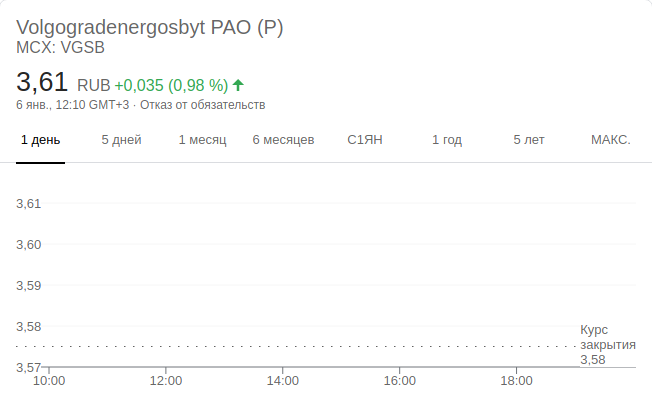 Volgogradenergosbyt PAO (P)
MCX: VGSB
3,61 RUB +0,035 (0,98 %)
6 янв., 12:10 GMT+3 · Отказ от обязательств
1 день 5 дней 1 месяц 6 месяцев С1ЯН 1 год 5 лет МАКС.
3,61
3,60
3,59
3,58
Курс
закрытия
3,58
3,57
10:00 12:00 14:00 16:00 18:00